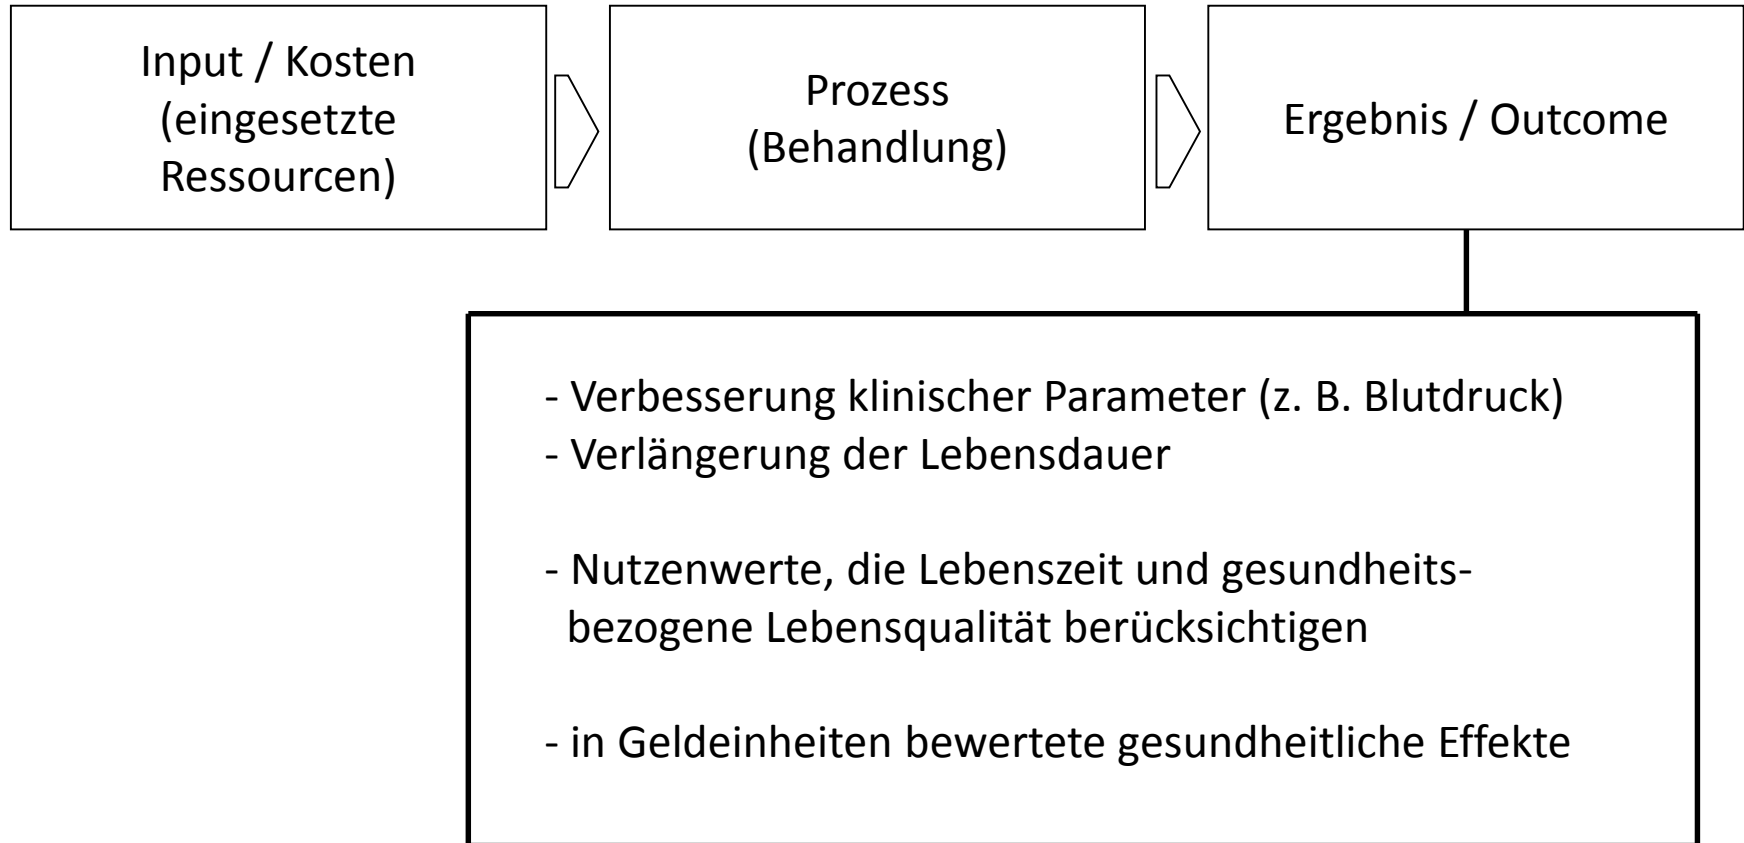 Input / Kosten
(eingesetzte
Ressourcen)
Prozess
(Behandlung)
Ergebnis / Outcome
- Verbesserung klinischer Parameter (z. B. Blutdruck)
- Verlängerung der Lebensdauer
- Nutzenwerte, die Lebenszeit und gesundheits-
bezogene Lebensqualität berücksichtigen
- in Geldeinheiten bewertete gesundheitliche Effekte